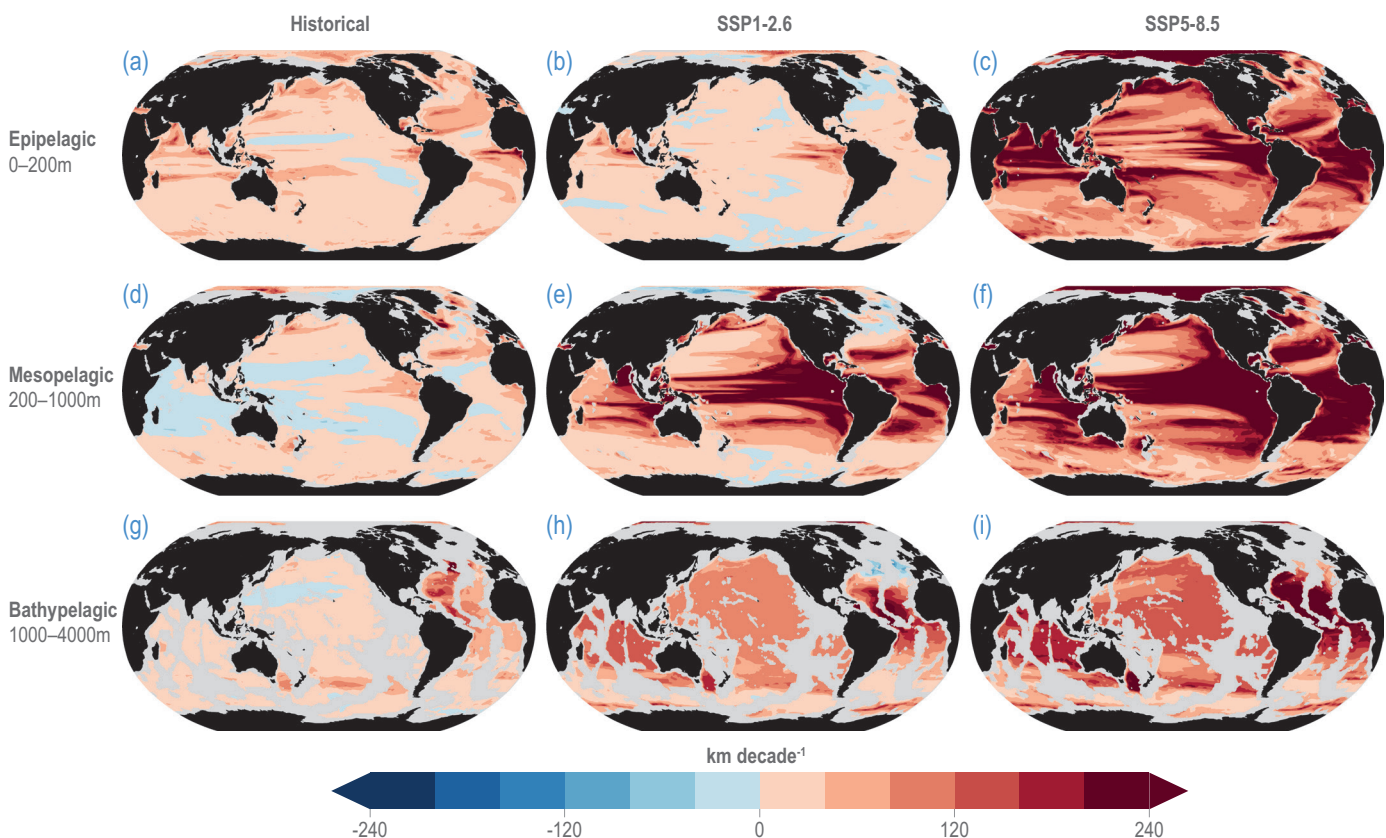 Historical
SSP1-2.6
SSP5-8.5
(a)
(b)
(c)
Epipelagic
0–200m
(d)
(e)
(f)
Mesopelagic
200–1000m
(g)
(h)
(i)
Bathypelagic
1000–4000m
km decade-1
-240
-120
0
120
240